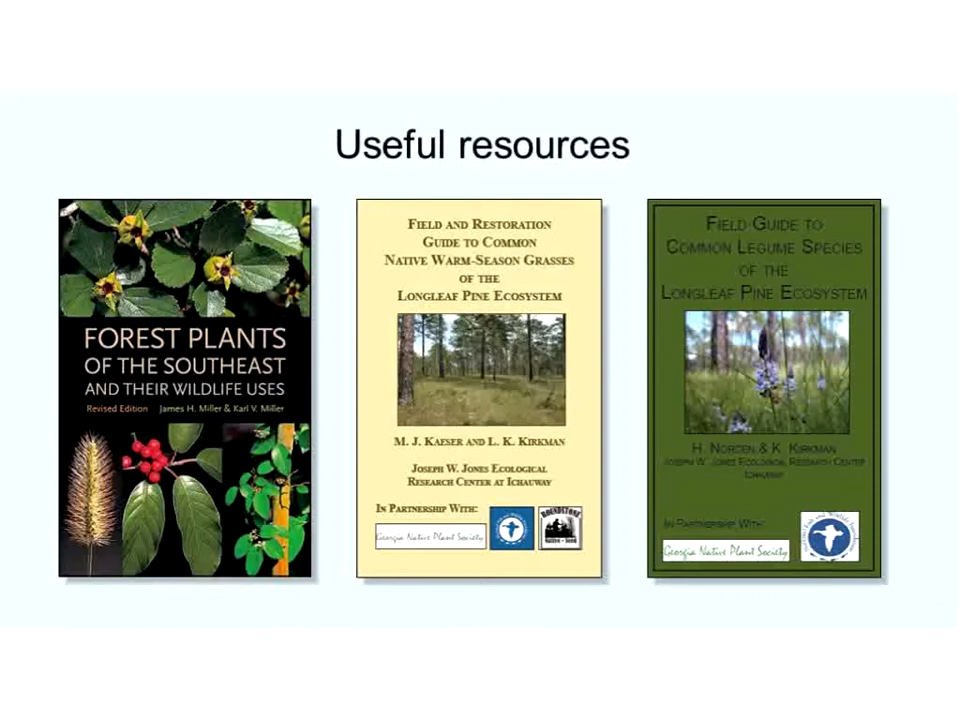 Useful resources
FOREST PLANTS
OF THE SOUTHEAST
AND THEIR WILDLIFE USES
Revised Edition James H. Miller & Karl V. Miller
FIELD AND RESTORATION
GUIDE TO COMMON
NATIVE WARM-SEASON GRASSES
OF THE
LONGLEAF PINE ECOSYSTEM
M. J. KAESER AND L. K. KIRKMAN
JOSEPH W. JONES ECOLOGICAL
RESEARCH CENTER AT ICHAUWAY
IN PARTNERSHIP WITH:
Georgia Native Plant Society
ROUNDSTONE
Native - Seed
FIELD GUIDE TO
COMMON LEGUME SPECIES
OF THE
LONGLEAF PINE ECOSYSTEM
H. NORDEN & K. KIRKMAN
JOSEPH W. JONES ECOLOGICAL RESEARCH CENTER
ICHAUWAY
IN PARTNERSHIP WITH:
Georgia Native Plant Society